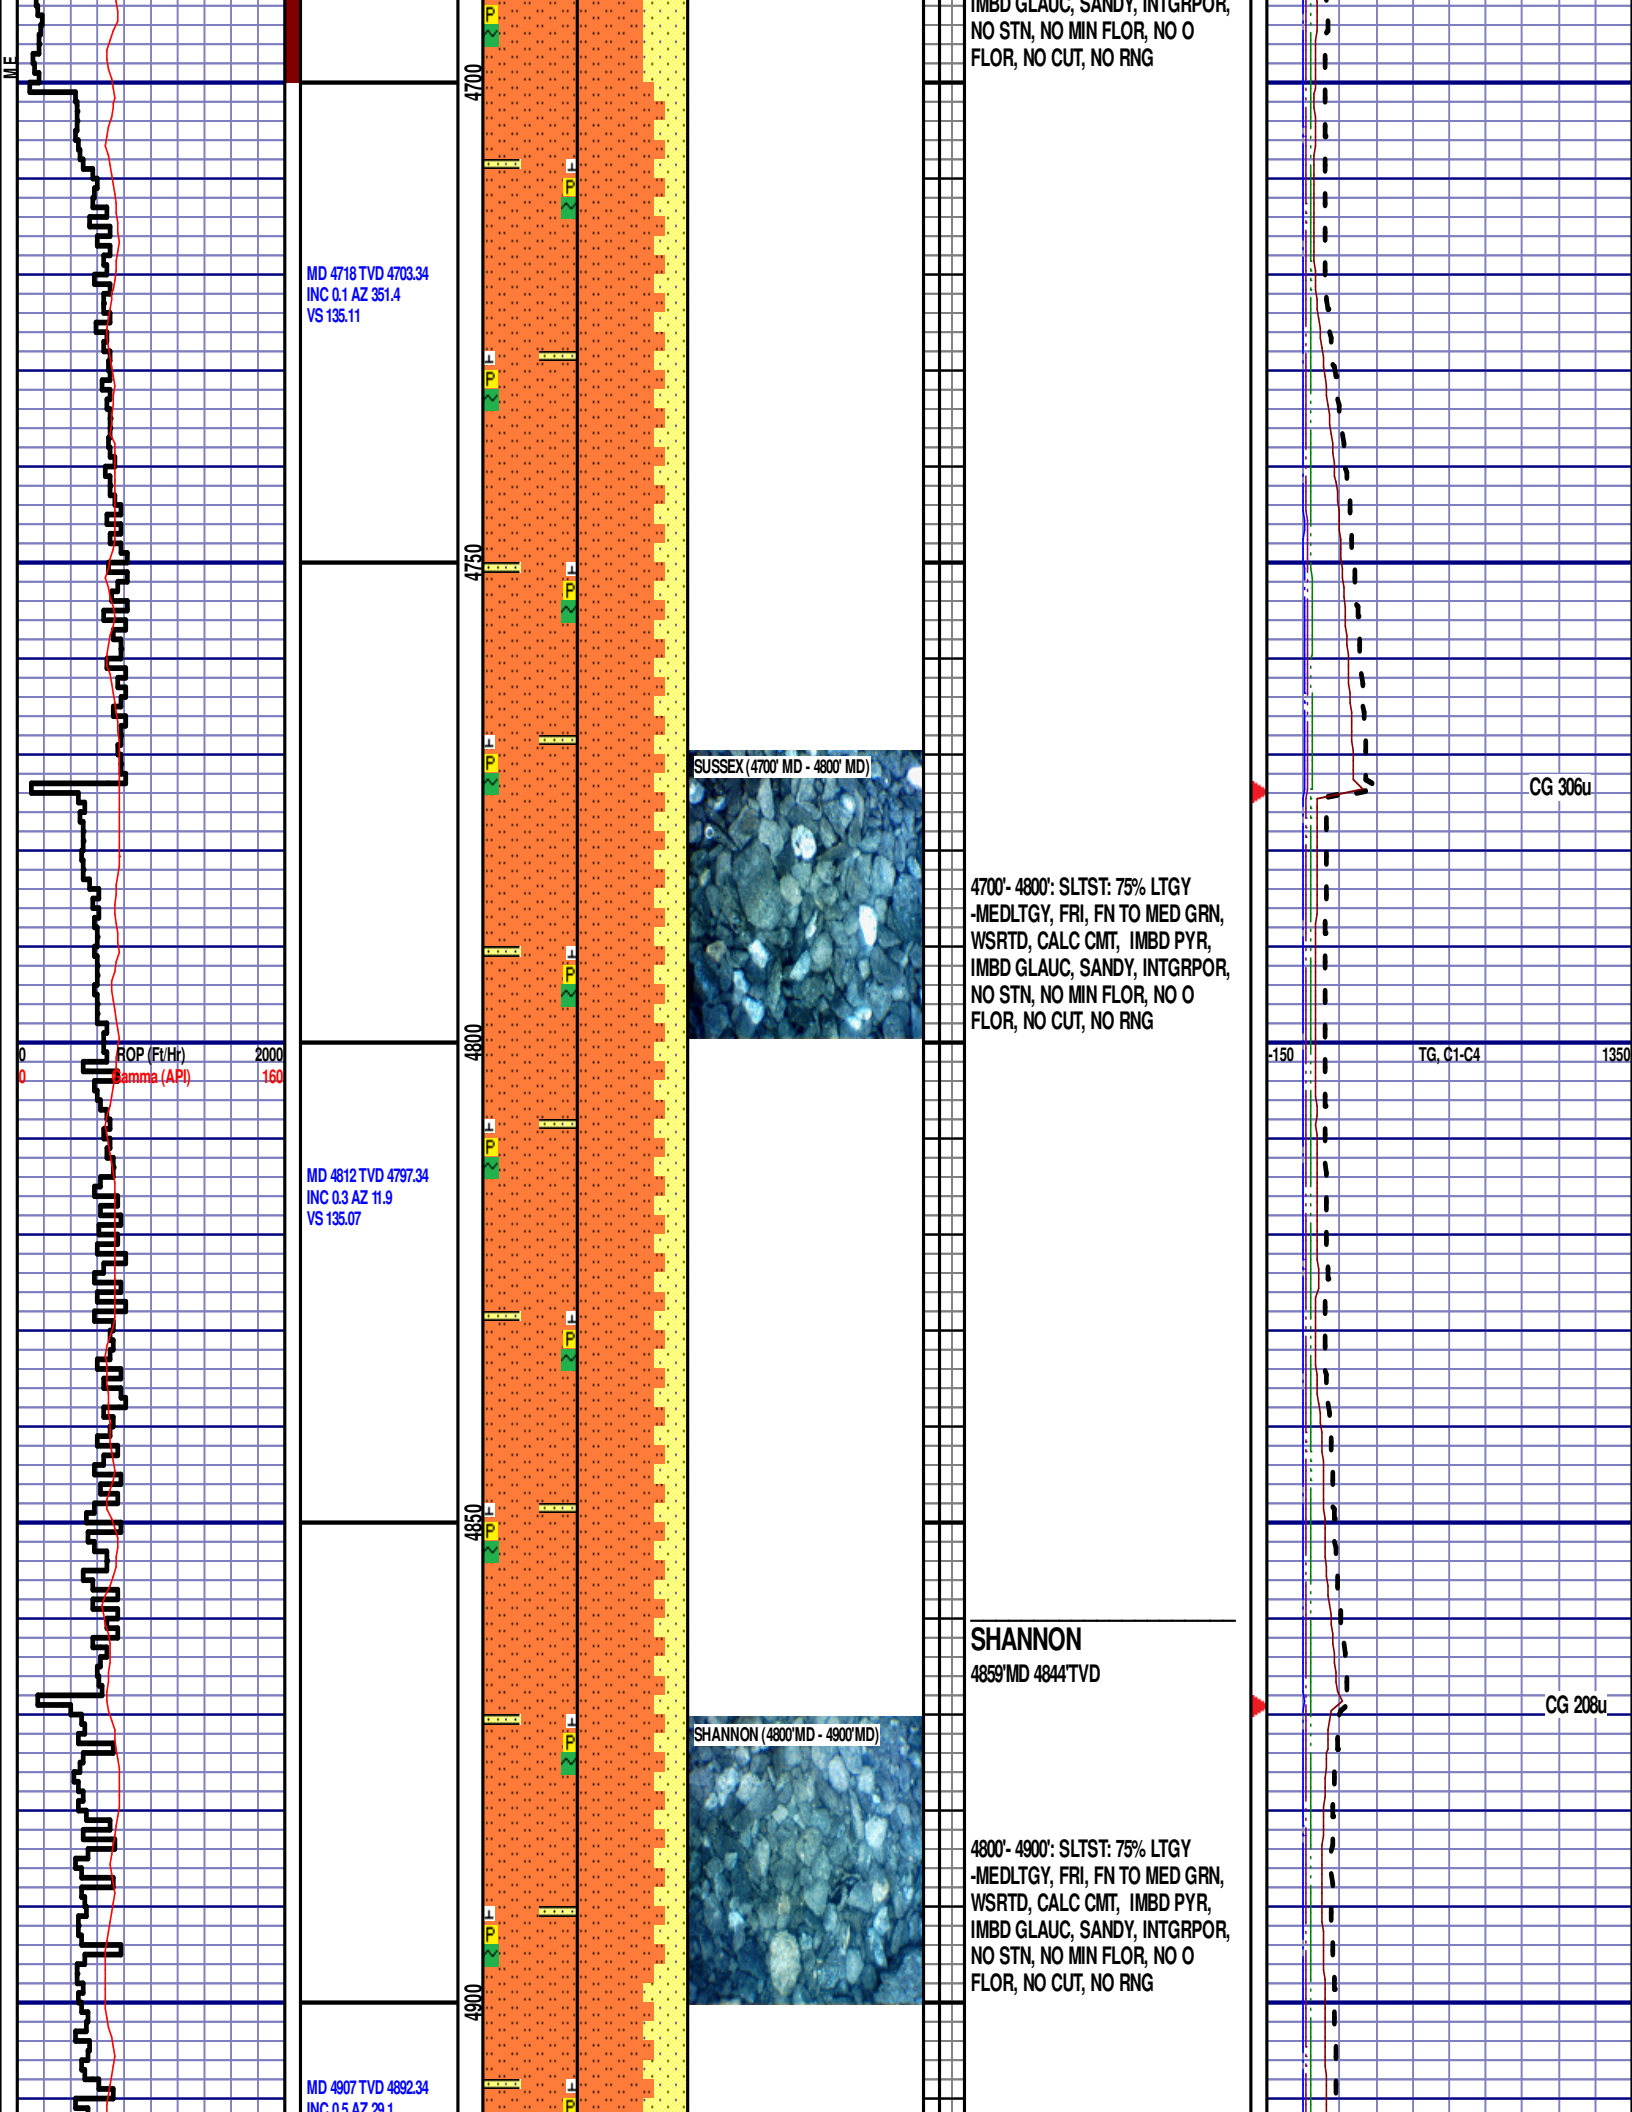 IMBD GLAUC, SANDY, INTGRPOR,
NO STN, NO MIN FLOR, NO O
FLOR, NO CUT, NO RNG
P
4700
P
MD 4718 TVD 4703.34
INC 0.1 AZ 351.4
VS 135.11
P
4750
P
SUSSEX (4700' MD - 4800' MD)
P
CG 306u
4700'- 4800': SLTST: 75% LTGY
-MEDLTGY, FRI, FN TO MED GRN,
WSRTD, CALC CMT, IMBD PYR,
IMBD GLAUC, SANDY, INTGRPOR,
NO STN, NO MIN FLOR, NO O
FLOR, NO CUT, NO RNG
P
4800
0 ROP (Ft/Hr) 2000
0 Gamma (API) 160
-150 TG, C1-C4 1350
P
MD 4812 TVD 4797.34
INC 0.3 AZ 11.9
VS 135.07
P
4850
P
SHANNON
4859'MD 4844'TVD
CG 208u
SHANNON (4800'MD - 4900'MD)
P
4800'- 4900': SLTST: 75% LTGY
-MEDLTGY, FRI, FN TO MED GRN,
WSRTD, CALC CMT, IMBD PYR,
IMBD GLAUC, SANDY, INTGRPOR,
NO STN, NO MIN FLOR, NO O
FLOR, NO CUT, NO RNG
P
4900
MD 4907 TVD 4892.34
INC 0.5 AZ 29.1
P